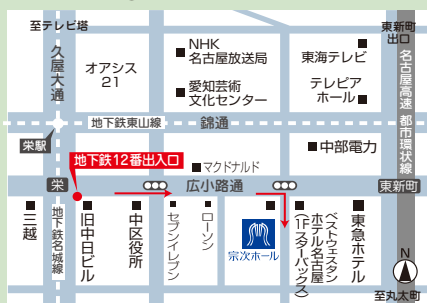 至テレビ塔
久屋大通
オアシス
21
NHK
名古屋放送局
愛知芸術
文化センター
東海テレビ
テレピア
ホール
東新町
出口
名古屋高速 都市環状線
地下鉄東山線
錦通
栄駅
地下鉄12番出入口
マクドナルド
中部電力
栄
広小路通
東新町
三越
地下鉄名城線
旧中日ビル
中区役所
セブンイレブン
ローソン
宗次ホール
ベストウェスタン
ホテル名古屋
(1Fスターバックス)
東急ホテル
N
至丸太町